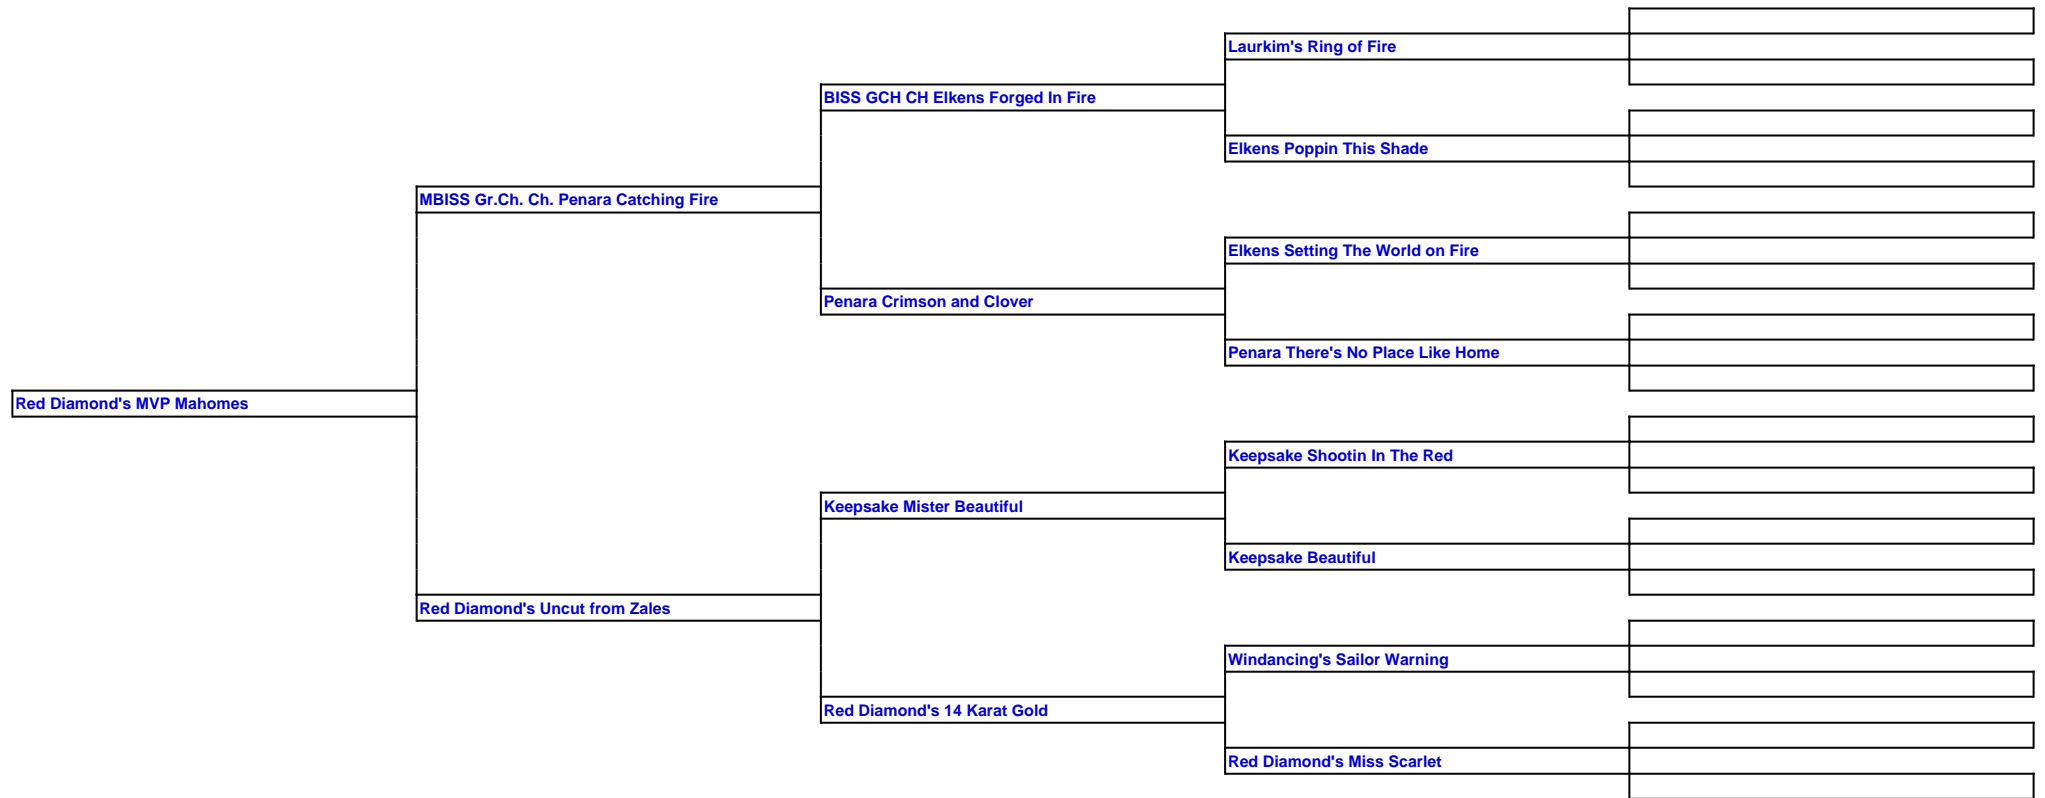 Laurkim's Ring of Fire
BISS GCH CH Elkens Forged In Fire
Elkens Poppin This Shade
MBISS Gr.Ch. Ch. Penara Catching Fire
Elkens Setting The World on Fire
Penara Crimson and Clover
Penara There's No Place Like Home
Red Diamond's MVP Mahomes
Keepsake Shootin In The Red
Keepsake Mister Beautiful
Keepsake Beautiful
Red Diamond's Uncut from Zales
Windancing's Sailor Warning
Red Diamond's 14 Karat Gold
Red Diamond's Miss Scarlet